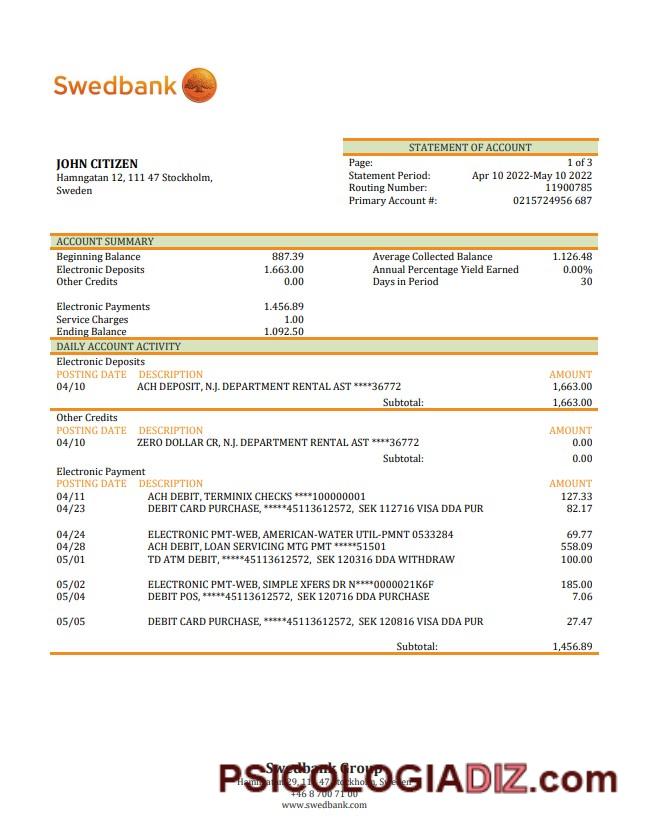 Swedbank
STATEMENT OF ACCOUNT
JOHN CITIZEN
Hamngatan 12, 111 47 Stockholm,
Sweden
Page: 1 of 3
Statement Period: Apr 10 2022-May 10 2022
Routing Number: 11900785
Primary Account #: 0215724956 687
ACCOUNT SUMMARY
Beginning Balance 887.39 Average Collected Balance 1.126.48
Electronic Deposits 1.663.00 Annual Percentage Yield Earned 0.00%
Other Credits 0.00 Days in Period 30
Electronic Payments 1.456.89
Service Charges 1.00
Ending Balance 1.092.50
DAILY ACCOUNT ACTIVITY
Electronic Deposits
POSTING DATE DESCRIPTION AMOUNT
04/10 ACH DEPOSIT, N.J. DEPARTMENT RENTAL AST ****36772 1,663.00
Subtotal: 1,663.00
Other Credits
POSTING DATE DESCRIPTION AMOUNT
04/10 ZERO DOLLAR CR, N.J. DEPARTMENT RENTAL AST ****36772 0.00
Subtotal: 0.00
Electronic Payment
POSTING DATE DESCRIPTION AMOUNT
04/11 ACH DEBIT, TERMINIX CHECKS ****100000001 127.33
04/23 DEBIT CARD PURCHASE, *****45113612572, SEK 112716 VISA DDA PUR 82.17
04/24 ELECTRONIC PMT-WEB, AMERICAN-WATER UTIL-PMNT 0533284 69.77
04/28 ACH DEBIT, LOAN SERVICING MTG PMT *****51501 558.09
05/01 TD ATM DEBIT, *****45113612572, SEK 120316 DDA WITHDRAW 100.00
05/02 ELECTRONIC PMT-WEB, SIMPLE XFERS DR N****0000021K6F 185.00
05/04 DEBIT POS, *****45113612572, SEK 120716 DDA PURCHASE 7.06
05/05 DEBIT CARD PURCHASE, *****45113612572, SEK 120816 VISA DDA PUR 27.47
Subtotal: 1,456.89
Swedbank Group
PSICOLOGIADIZ.com
Hamngatan 29, 111 47 Stockholm, Sweden
+46 8 700 71 00
www.swedbank.com